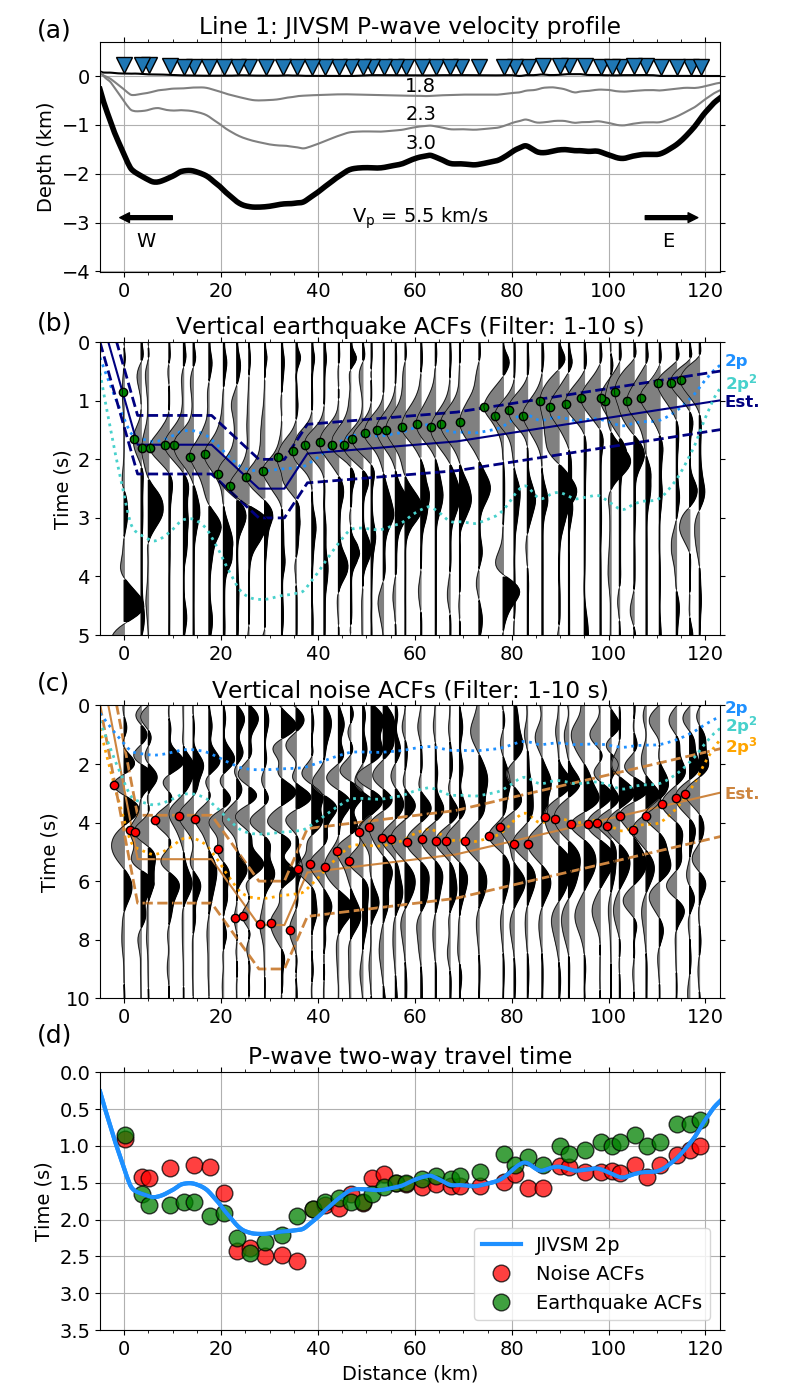 (a)
Line 1: JIVSM P-wave velocity profile
Depth (km)
0
−1
−2
−3
−4
1.8
2.3
3.0
Vp = 5.5 km/s
W
E
0 20 40 60 80 100 120
(b)
Vertical earthquake ACFs (Filter: 1-10 s)
Time (s)
0
1
2
3
4
5
2p
2p²
Est.
0 20 40 60 80 100 120
(c)
Vertical noise ACFs (Filter: 1-10 s)
Time (s)
0
2
4
6
8
10
2p
2p²
2p³
Est.
0 20 40 60 80 100 120
(d)
P-wave two-way travel time
Time (s)
0.0
0.5
1.0
1.5
2.0
2.5
3.0
3.5
JIVSM 2p
Noise ACFs
Earthquake ACFs
0 20 40 60 80 100 120
Distance (km)